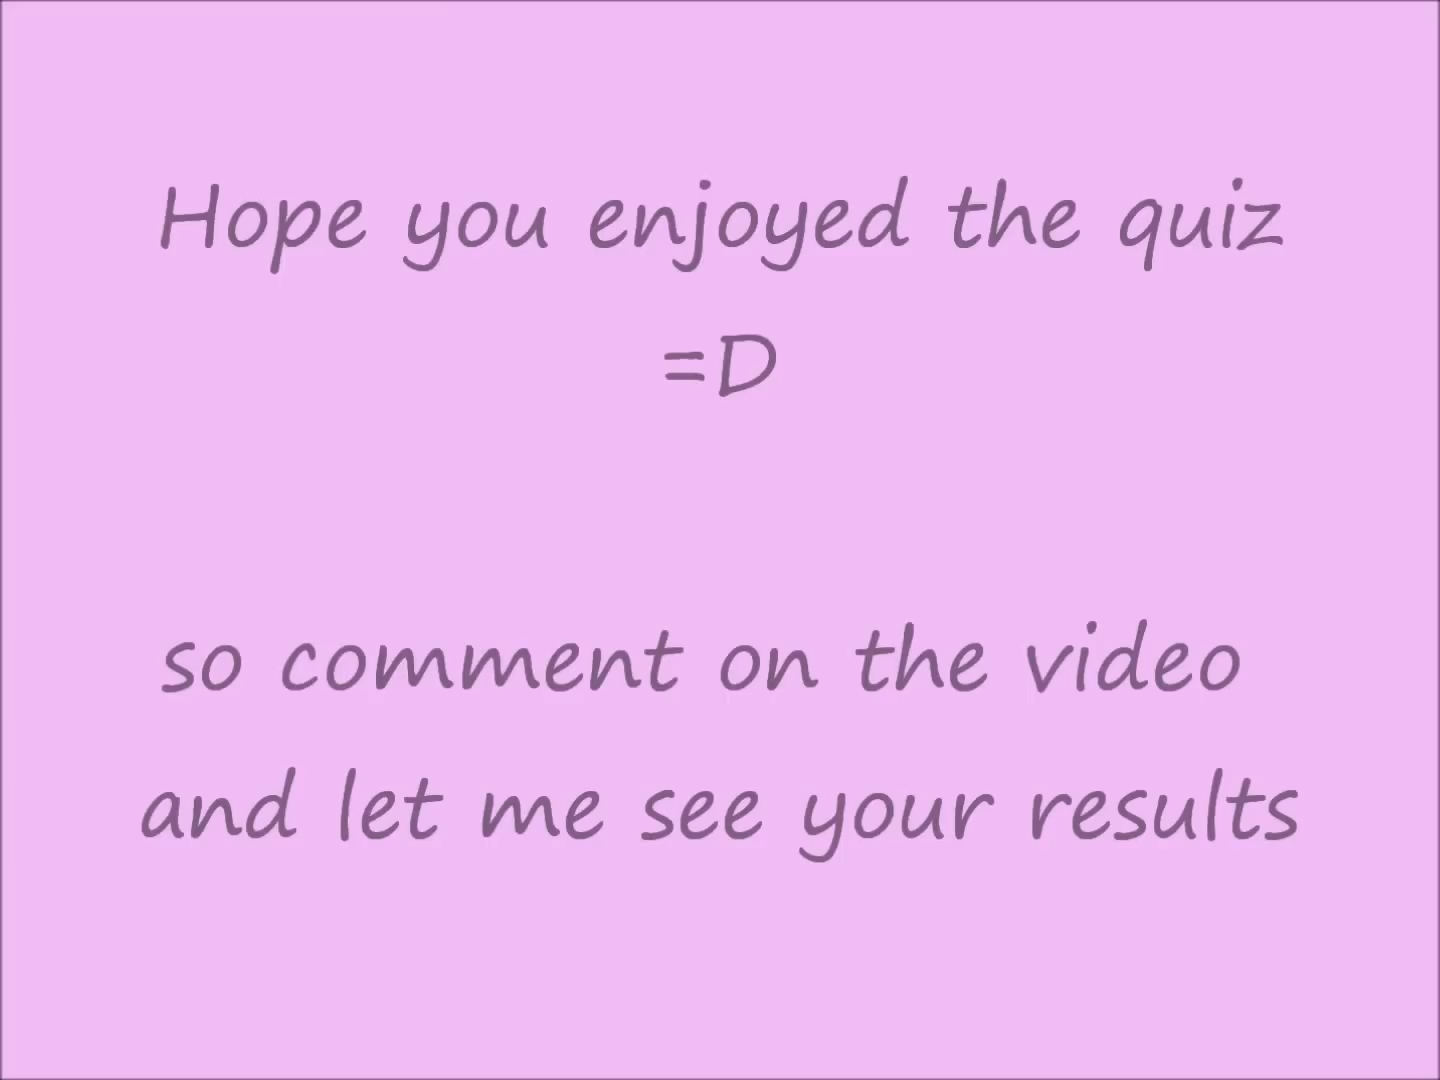 Hope you enjoyed the quiz
=D
so comment on the video
and let me see your results